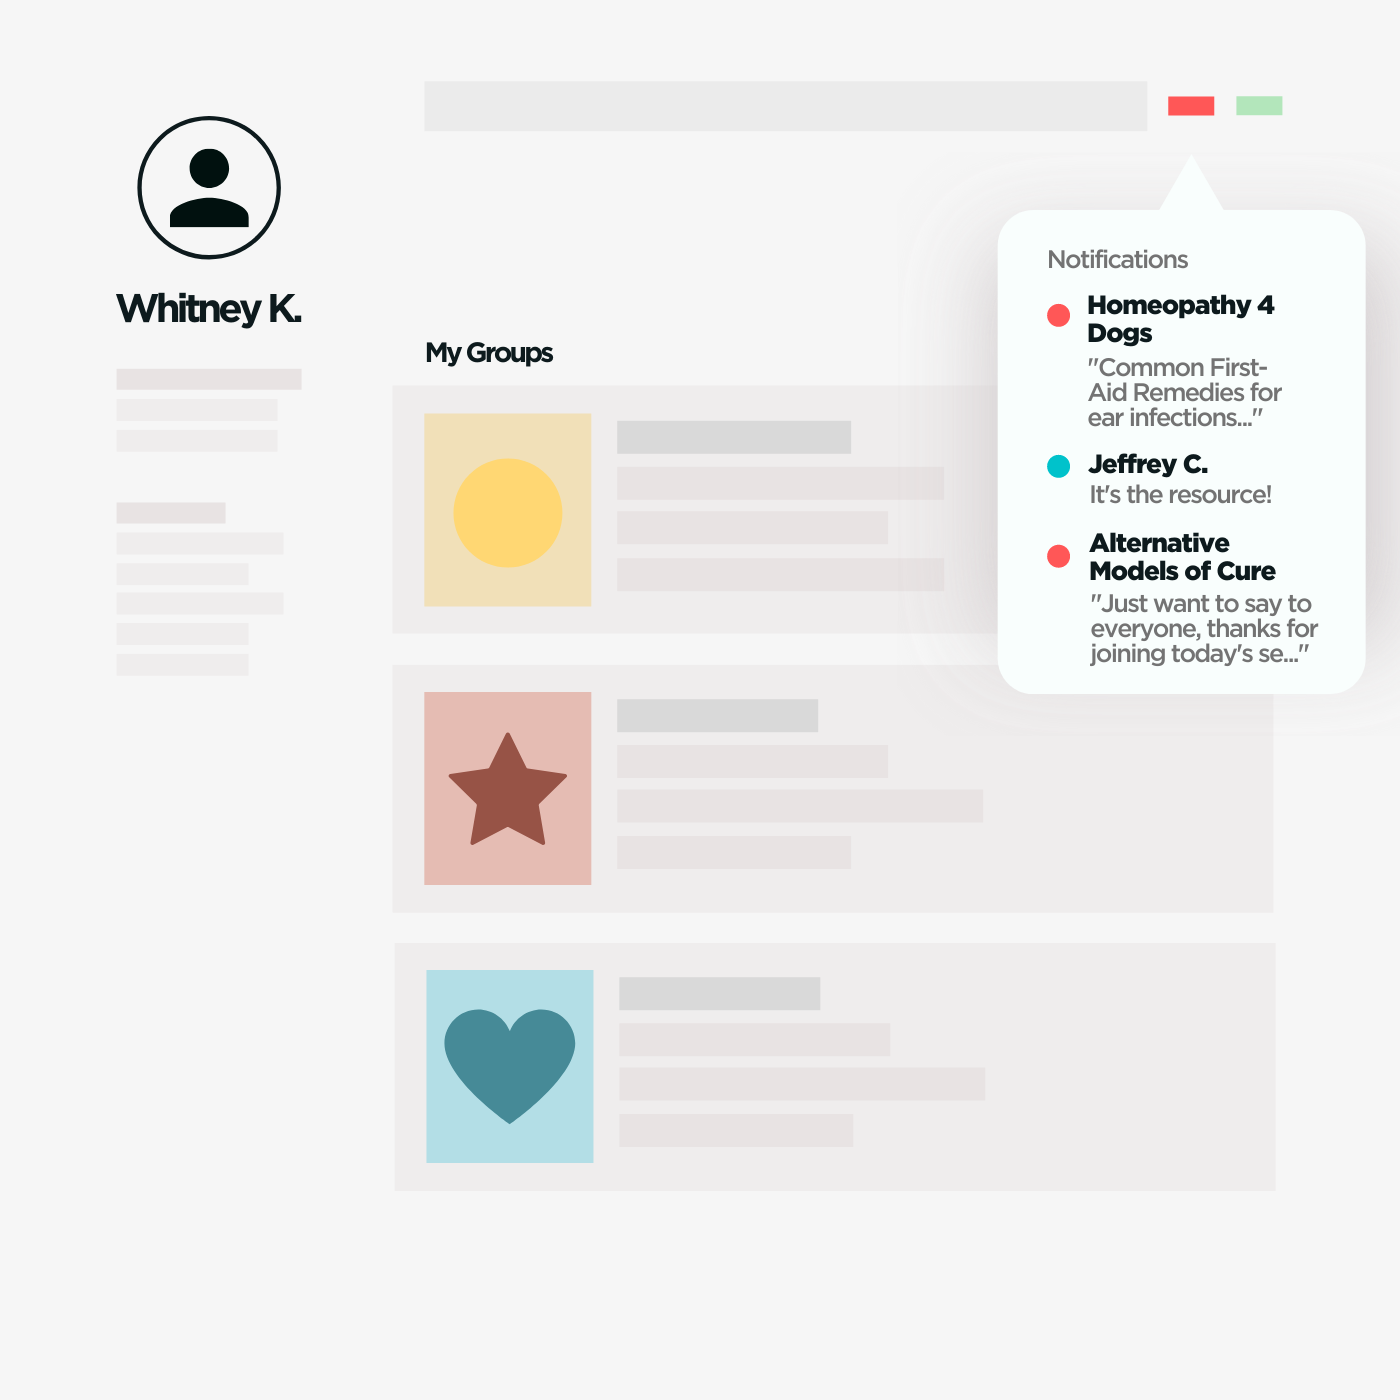 Whitney K.
My Groups
Notifications
Homeopathy 4
Dogs
"Common First-
Aid Remedies for
ear infections..."
Jeffrey C.
It's the resource!
Alternative
Models of Cure
"Just want to say to
everyone, thanks for
joining today's se..."